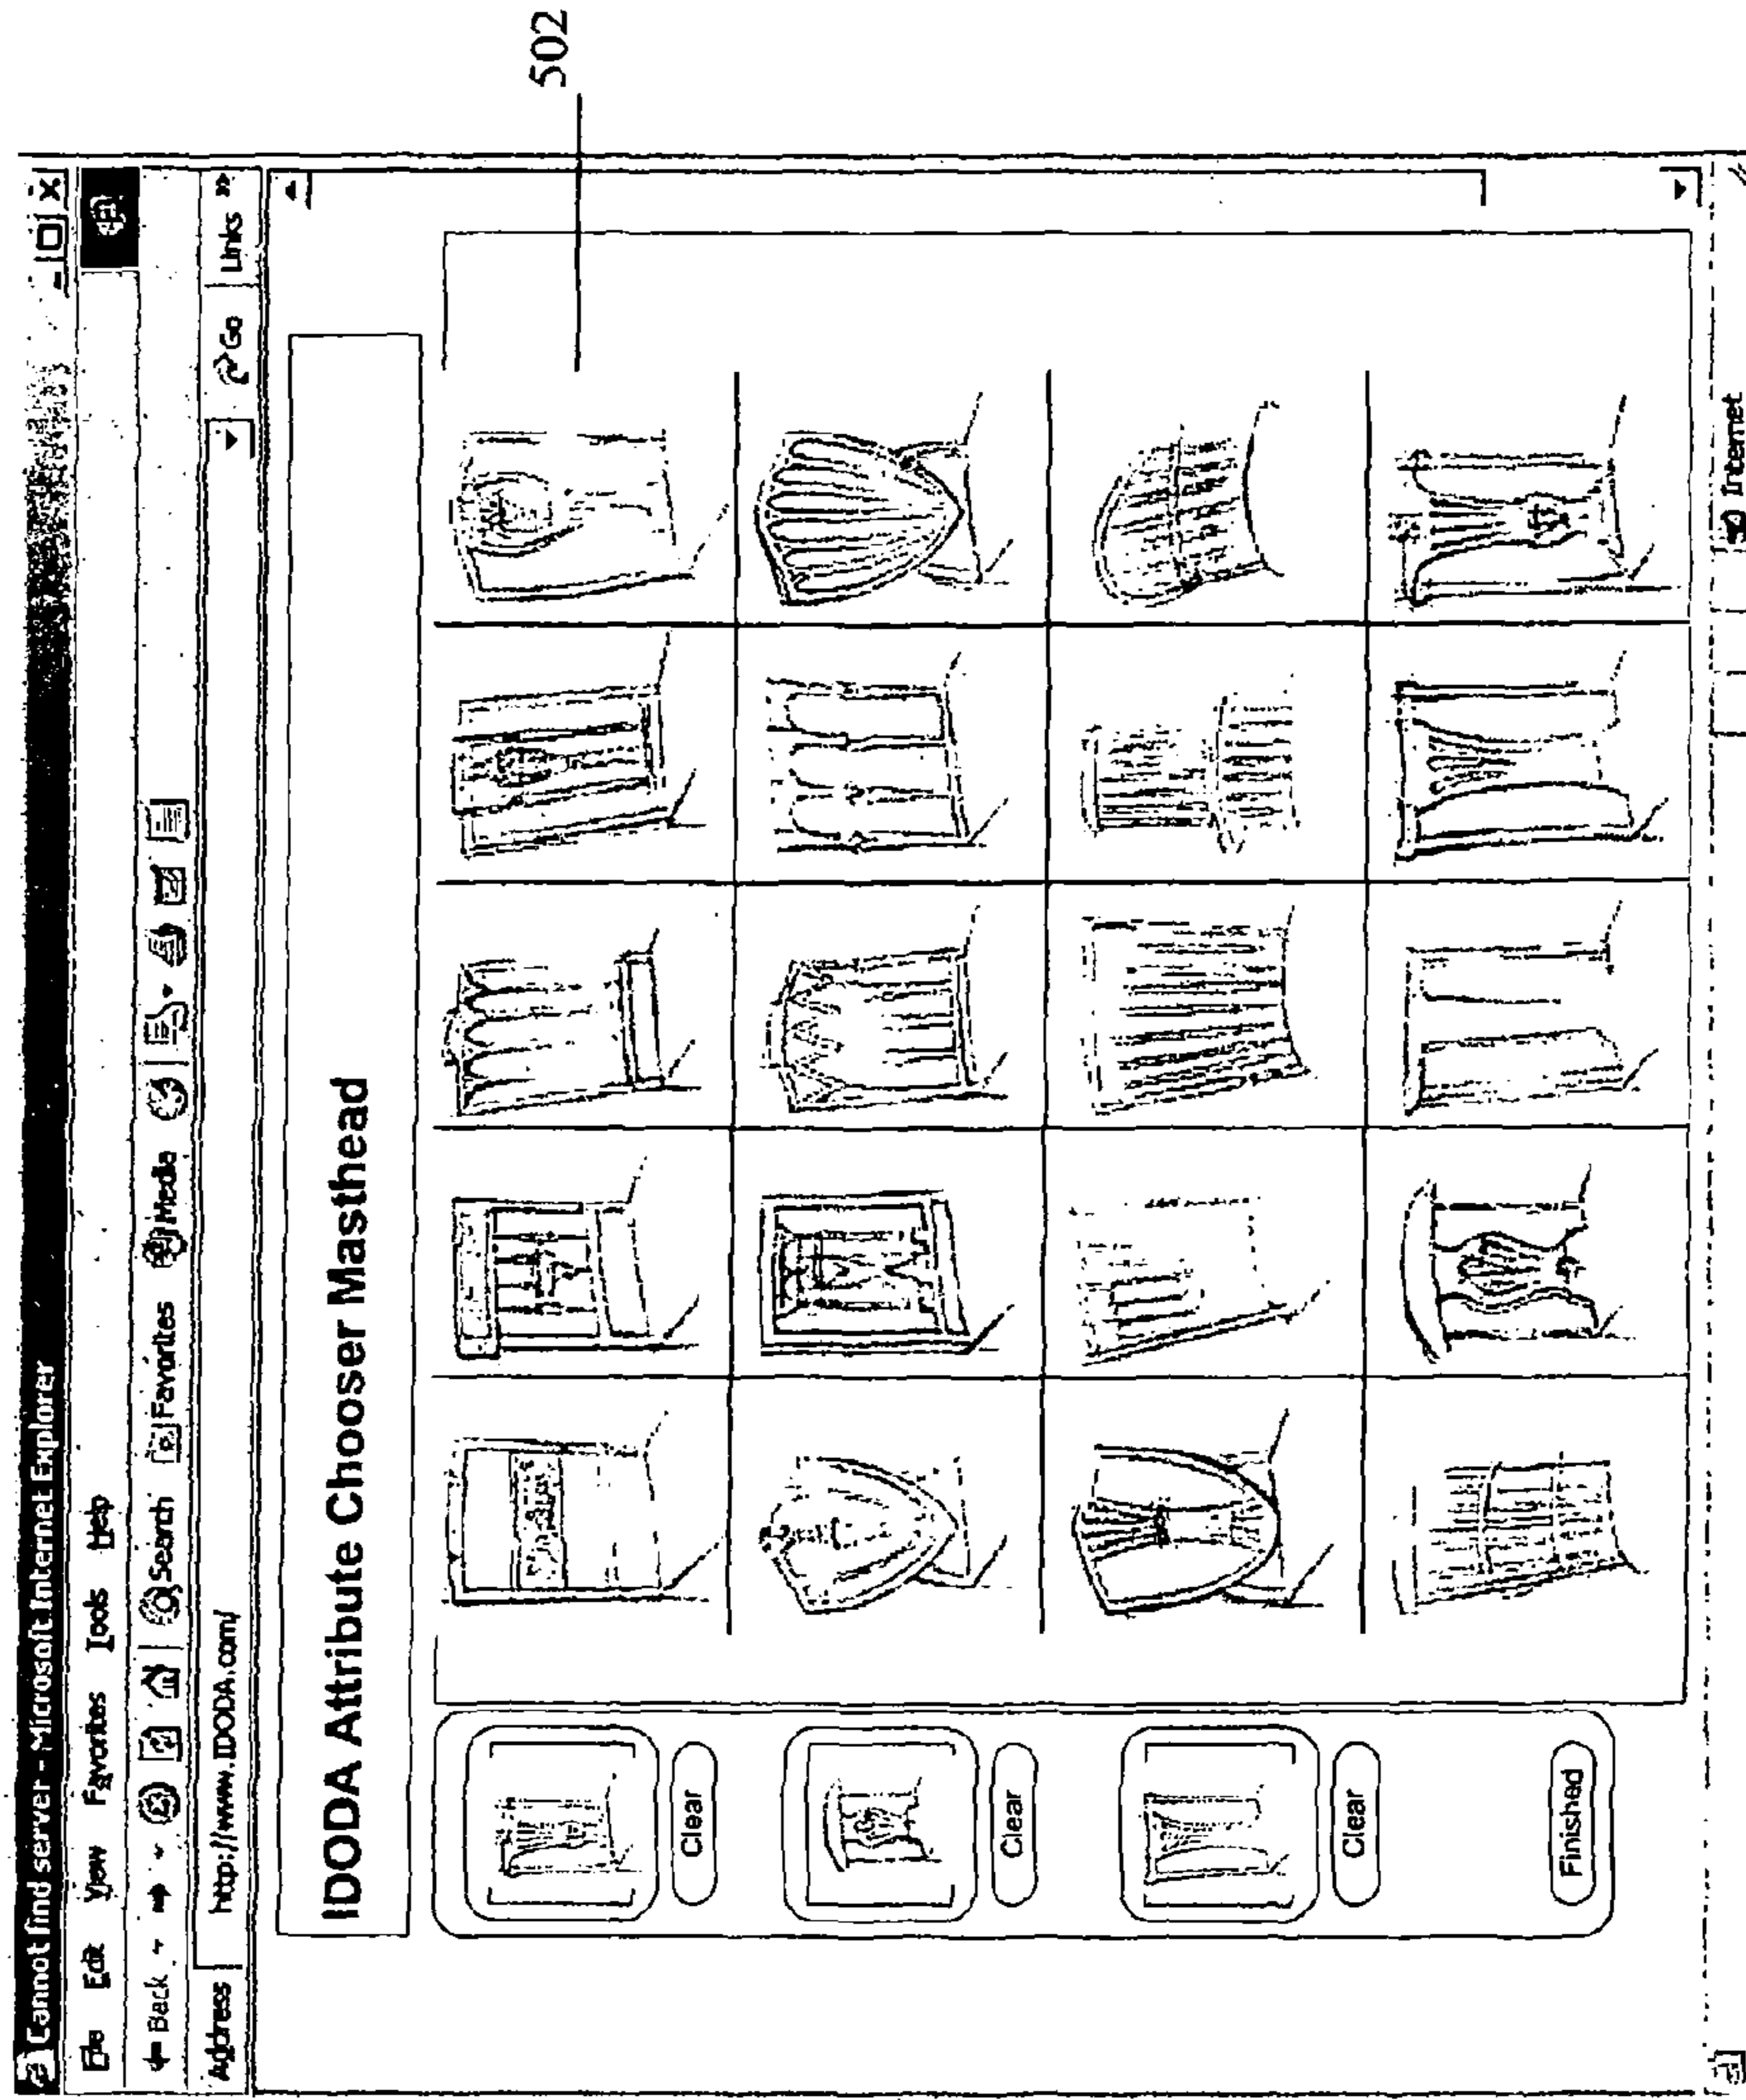 Cannot find server - Microsoft Internet Explorer
File Edit View Favorites Tools Help
Back Search Favorites Media
Address http://www.IDODA.com/ Go Links »
IDODA Attribute Chooser Masthead
502
Clear
Clear
Clear
Finished
Internet